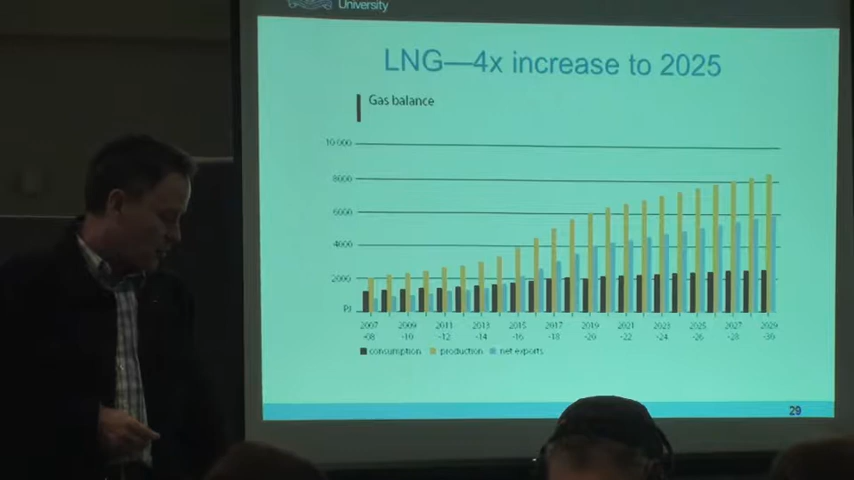 University
LNG—4x increase to 2025
Gas balance
10 000
8000
6000
4000
2000
PJ
2007 2009 2011 2013 2015 2017 2019 2021 2023 2025 2027 2029
-08 -10 -12 -14 -16 -18 -20 -22 -24 -26 -28 -30
consumption production net exports
29